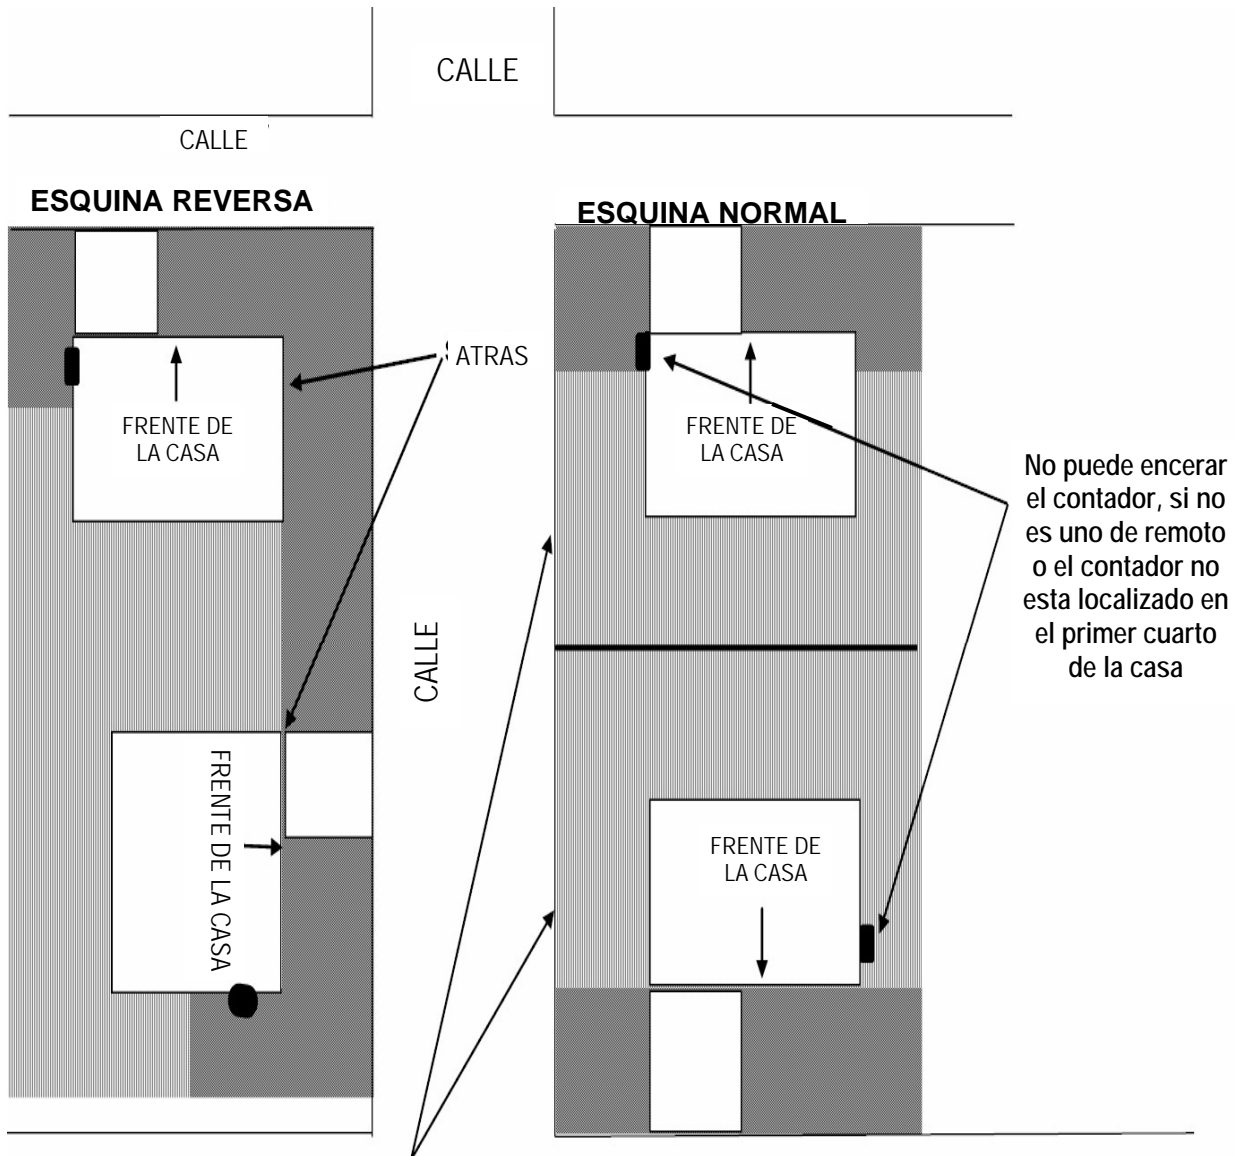 CALLE
CALLE
ESQUINA REVERSA
ESQUINA NORMAL
ATRAS
FRENTE DE
LA CASA
FRENTE DE
LA CASA
No puede encerar
el contador, si no
es uno de remoto
o el contador no
esta localizado en
el primer cuarto
de la casa
CALLE
FRENTE DE LA CASA
FRENTE DE
LA CASA